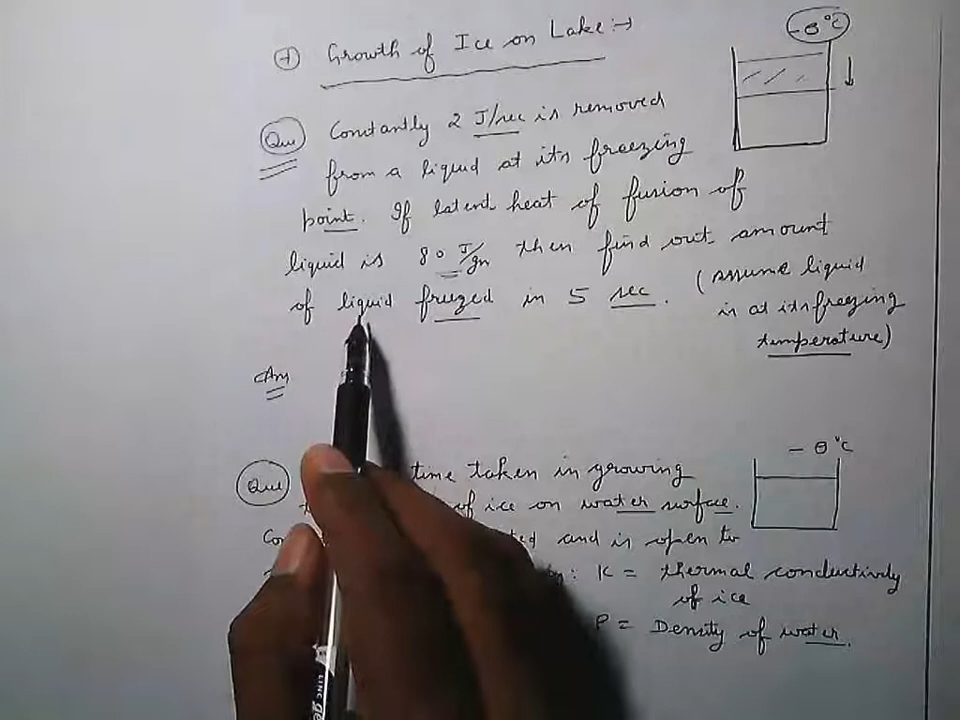 Growth of Ice on Lake :→
-θ°C
Que Constantly 2 J/sec is removed
from a liquid at its freezing
point. If latent heat of fusion of
liquid is 80 J/gm then find out amount
of liquid freezed in 5 sec. (assume liquid
is at its freezing
temperature)
Ans
-θ°C
Que time taken in growing
of ice on water surface.
and is open to
K = thermal conductivity
of ice
ρ = Density of water.
LINC